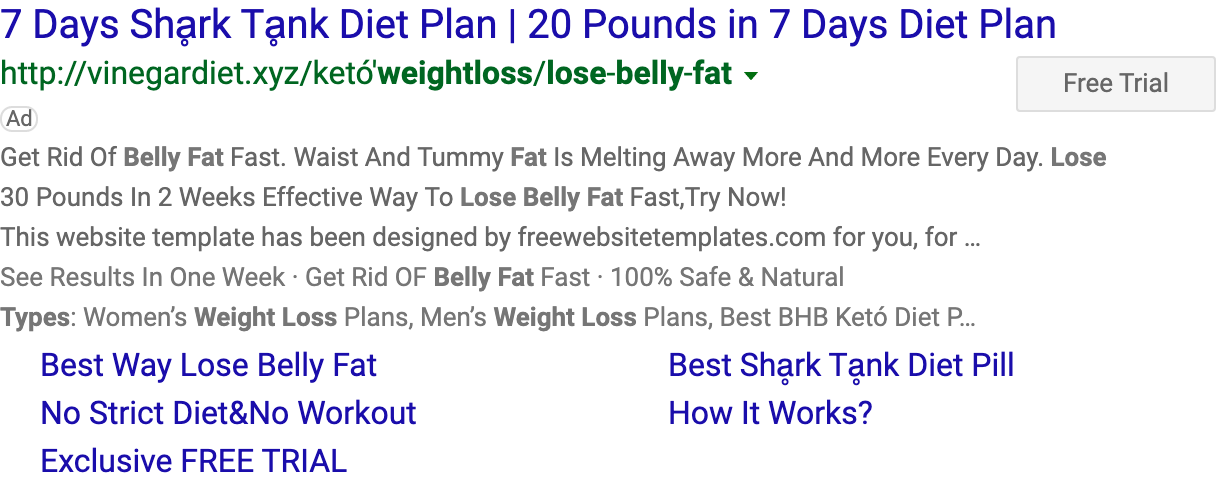 7 Days Shḁrk Tḁnk Diet Plan | 20 Pounds in 7 Days Diet Plan
http://vinegardiet.xyz/ketó'weightloss/lose-belly-fat
Free Trial
Ad
Get Rid Of Belly Fat Fast. Waist And Tummy Fat Is Melting Away More And More Every Day. Lose
30 Pounds In 2 Weeks Effective Way To Lose Belly Fat Fast,Try Now!
This website template has been designed by freewebsitetemplates.com for you, for ...
See Results In One Week · Get Rid OF Belly Fat Fast · 100% Safe & Natural
Types: Women’s Weight Loss Plans, Men’s Weight Loss Plans, Best BHB Ketó Diet P...
Best Way Lose Belly Fat
Best Shḁrk Tḁnk Diet Pill
No Strict Diet&No Workout
How It Works?
Exclusive FREE TRIAL